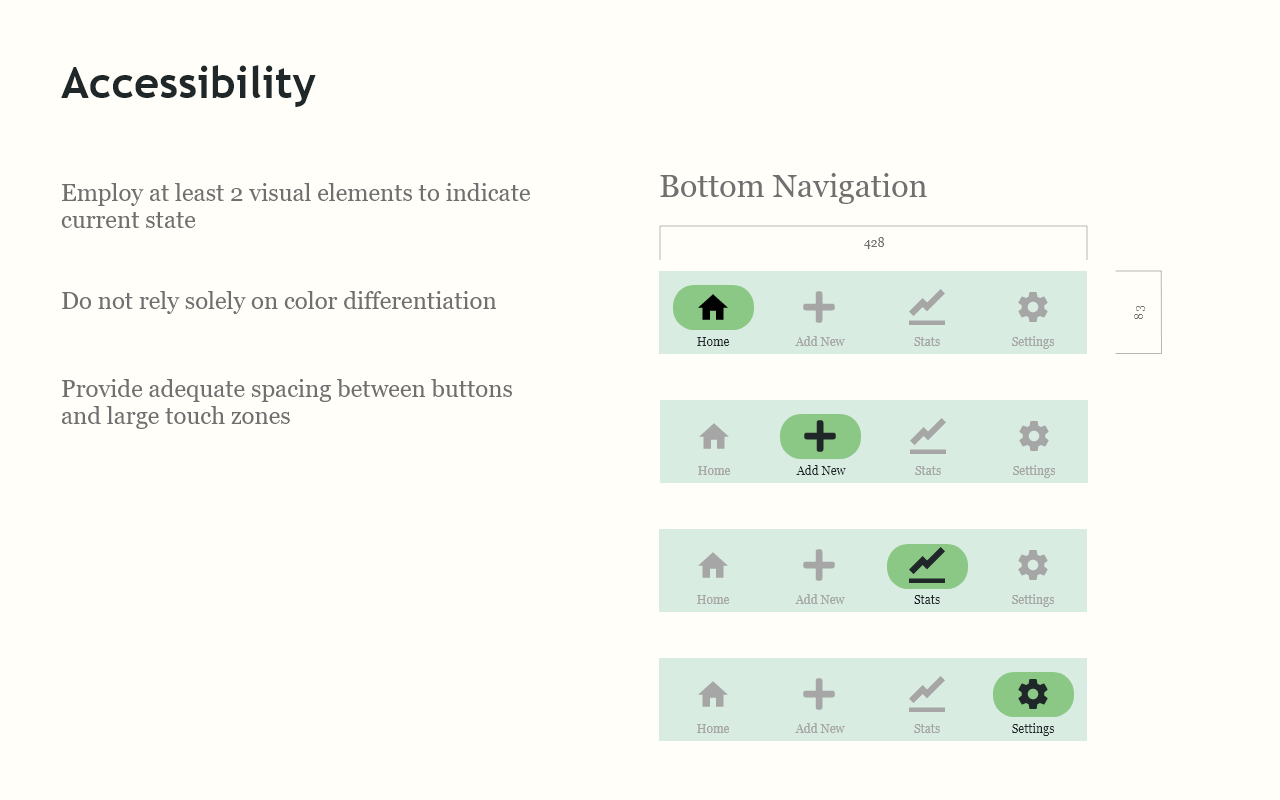 Accessibility
Employ at least 2 visual elements to indicate
current state
Do not rely solely on color differentiation
Provide adequate spacing between buttons
and large touch zones
Bottom Navigation
428
83
Home Add New Stats Settings
Home Add New Stats Settings
Home Add New Stats Settings
Home Add New Stats Settings